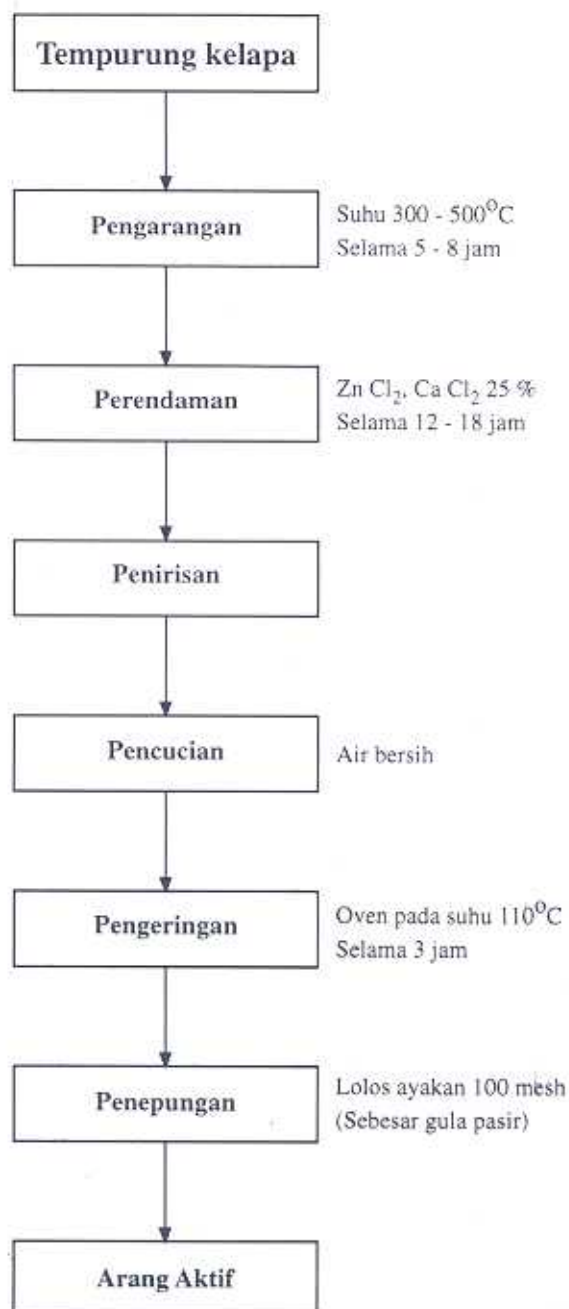 Tempurung kelapa
Pengarangan
Suhu 300 - 500⁰C
Selama 5 - 8 jam
Perendaman
Zn Cl₂, Ca Cl₂ 25 %
Selama 12 - 18 jam
Penirisan
Pencucian
Air bersih
Pengeringan
Oven pada suhu 110⁰C
Selama 3 jam
Penepungan
Lolos ayakan 100 mesh
(Sebesar gula pasir)
Arang Aktif